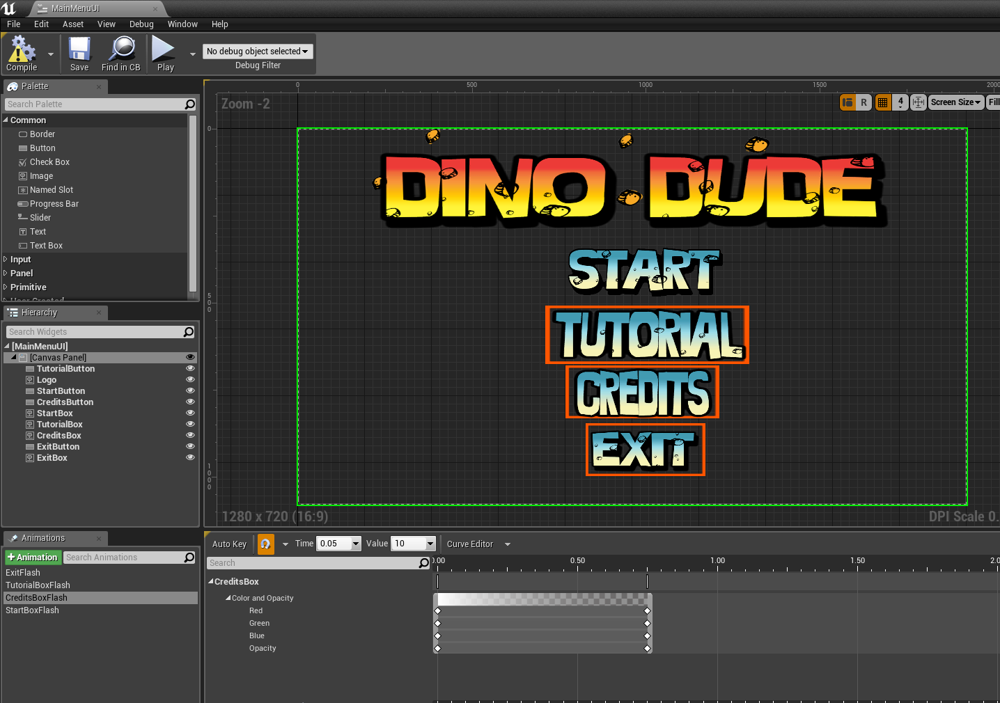 MainMenuUI
File Edit Asset View Debug Window Help
Compile Save Find in CB Play
No debug object selected
Debug Filter
Palette
Search Palette
Common
Border
Button
Check Box
Image
Named Slot
Progress Bar
Slider
Text
Text Box
Input
Panel
Primitive
User Created
Hierarchy
Search Widgets
[MainMenuUI]
[Canvas Panel]
TutorialButton
Logo
StartButton
CreditsButton
StartBox
TutorialBox
CreditsBox
ExitButton
ExitBox
Animations
+Animation Search Animations
ExitFlash
TutorialBoxFlash
CreditsBoxFlash
StartBoxFlash
0 500 1000 1500 2000
Zoom -2
R 4 Screen Size Fill
0
500
1000
DINO DUDE
START
TUTORIAL
CREDITS
EXIT
1280 x 720 (16:9)
DPI Scale 0.
Auto Key Time 0.05 Value 10 Curve Editor
Search
0.00 0.50 1.00 1.50 2.0
CreditsBox
Color and Opacity
Red
Green
Blue
Opacity